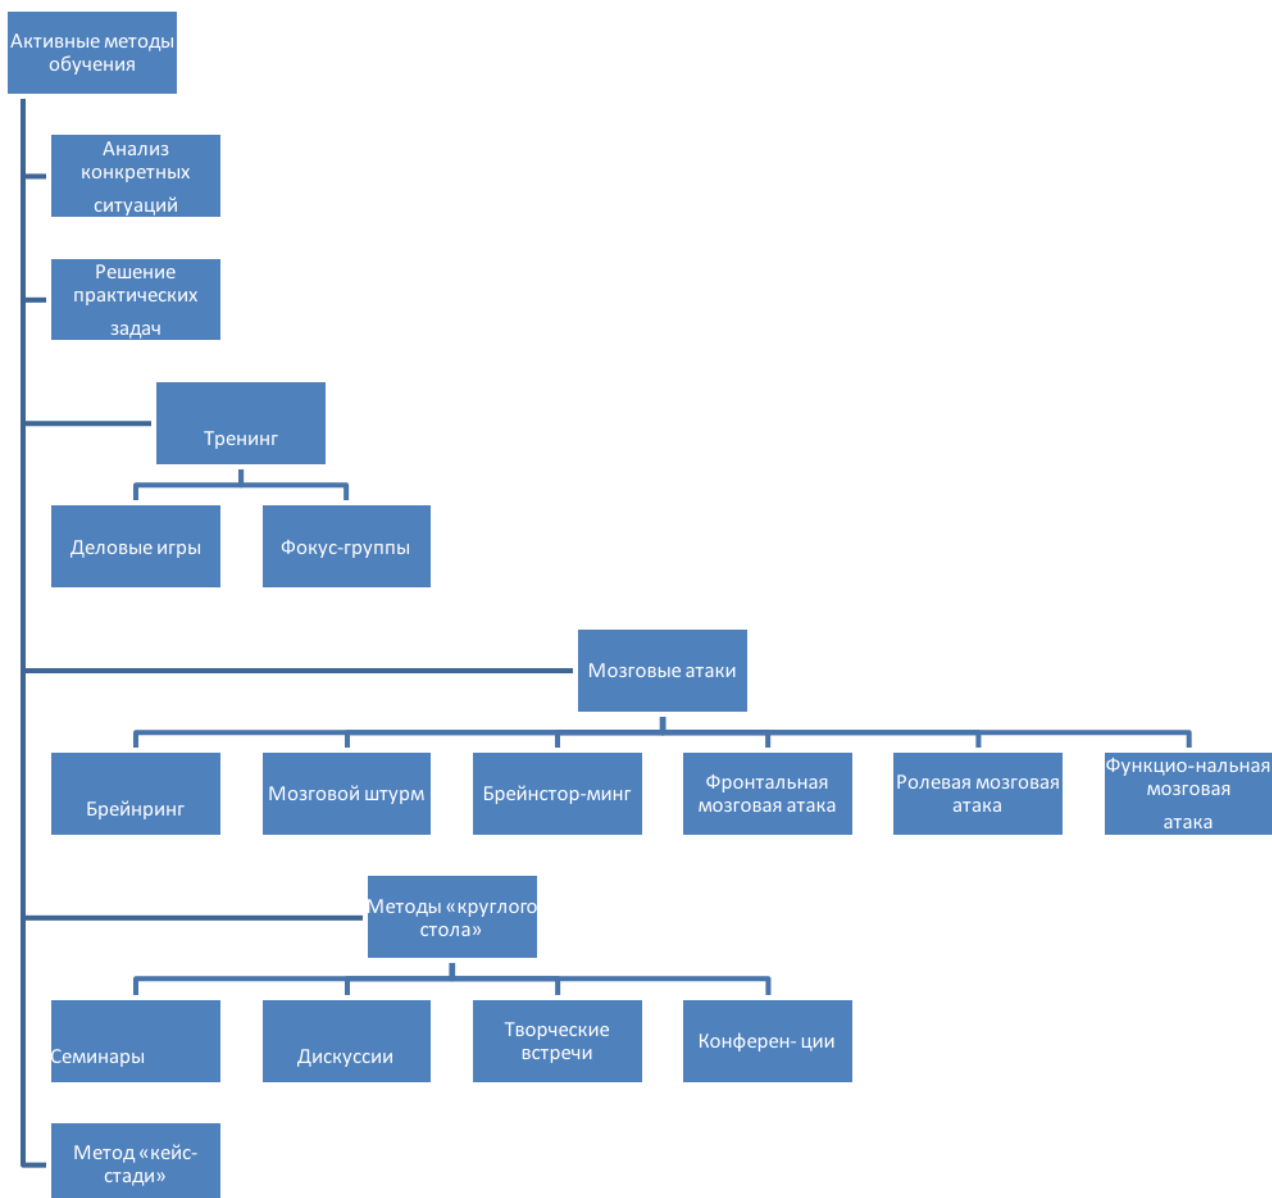 Активные методы
обучения
Анализ
конкретных
ситуаций
Решение
практических
задач
Тренинг
Деловые игры
Фокус-группы
Мозговые атаки
Брейнринг
Мозговой штурм
Брейнстор-минг
Фронтальная
мозговая атака
Ролевая мозговая
атака
Функцио-нальная
мозговая
атака
Методы «круглого
стола»
Семинары
Дискуссии
Творческие
встречи
Конферен- ции
Метод «кейс-
стади»